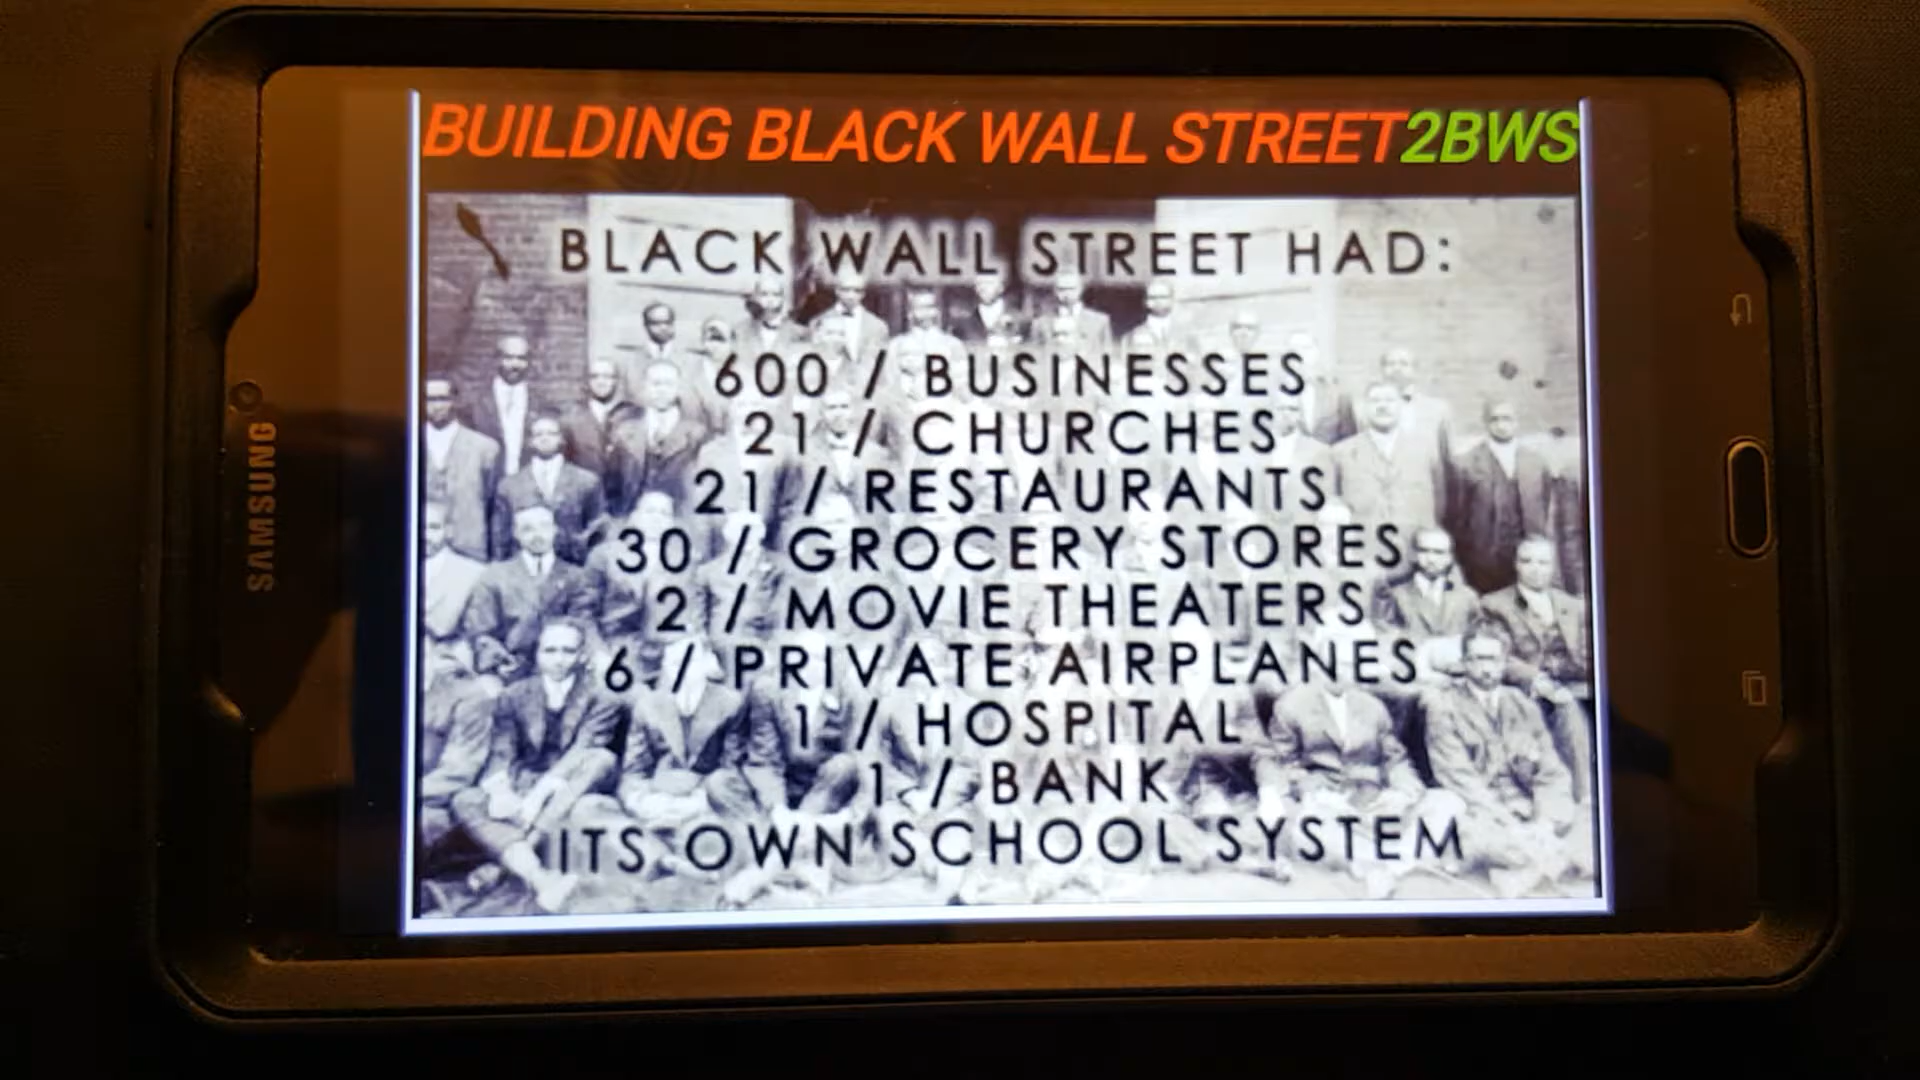 BUILDING BLACK WALL STREET2BWS
BLACK WALL STREET HAD:
600 / BUSINESSES
21 / CHURCHES
21 / RESTAURANTS
30 / GROCERY STORES
2 / MOVIE THEATERS
6 / PRIVATE AIRPLANES
1 / HOSPITAL
1 / BANK
ITS OWN SCHOOL SYSTEM
SAMSUNG